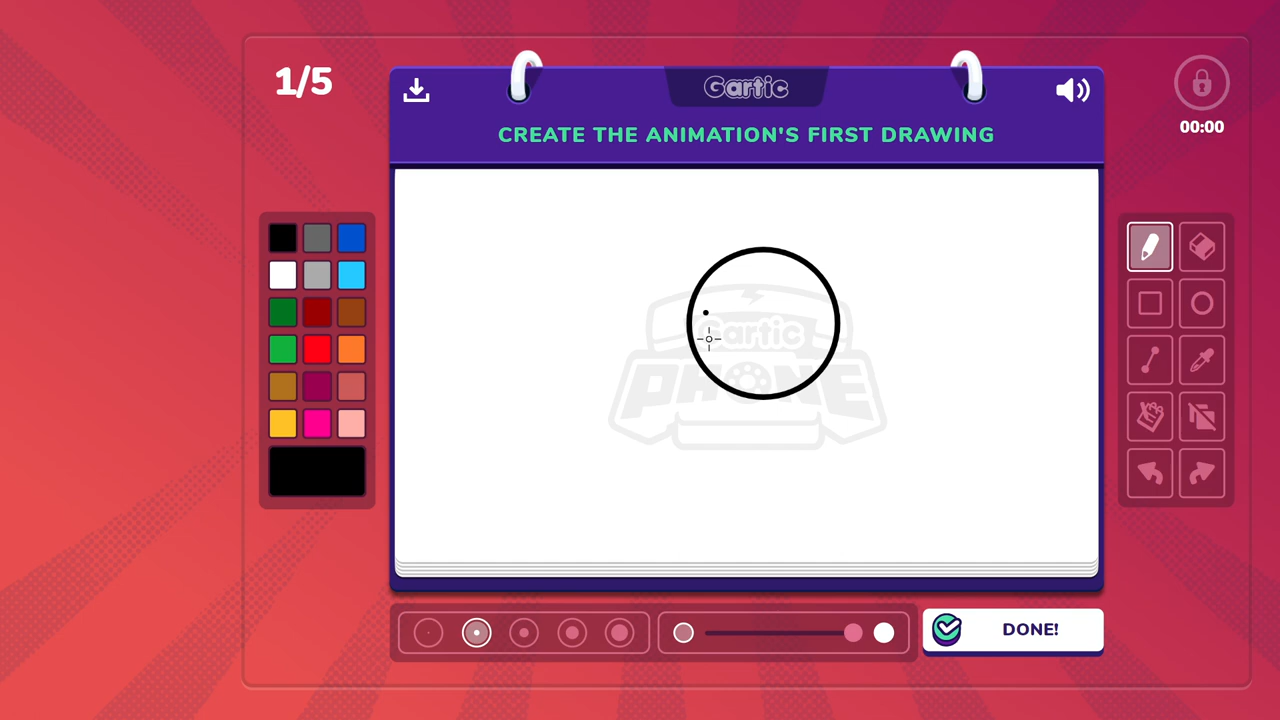 1/5
Gartic
00:00
CREATE THE ANIMATION'S FIRST DRAWING
Gartic
PHONE
DONE!